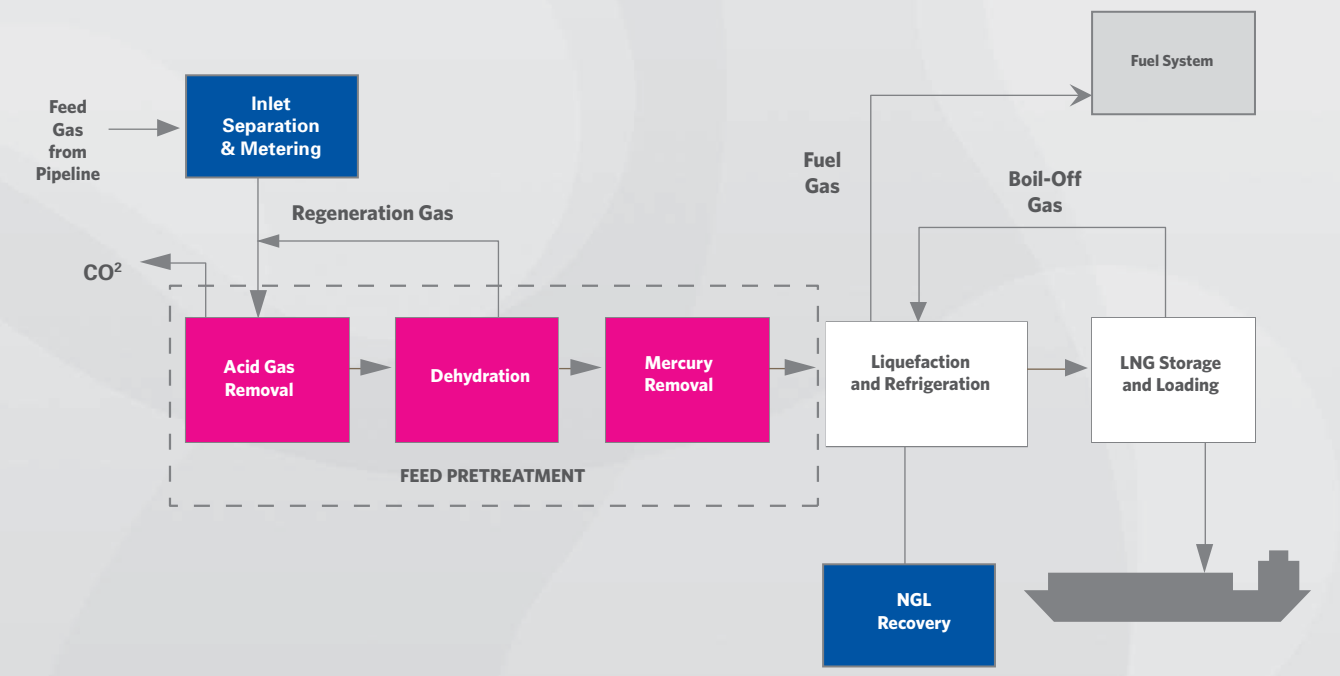 Feed
Gas
from
Pipeline
Inlet
Separation
& Metering
Regeneration Gas
CO²
Acid Gas
Removal
Dehydration
Mercury
Removal
FEED PRETREATMENT
Fuel
Gas
Fuel System
Boil-Off
Gas
Liquefaction
and Refrigeration
LNG Storage
and Loading
NGL
Recovery